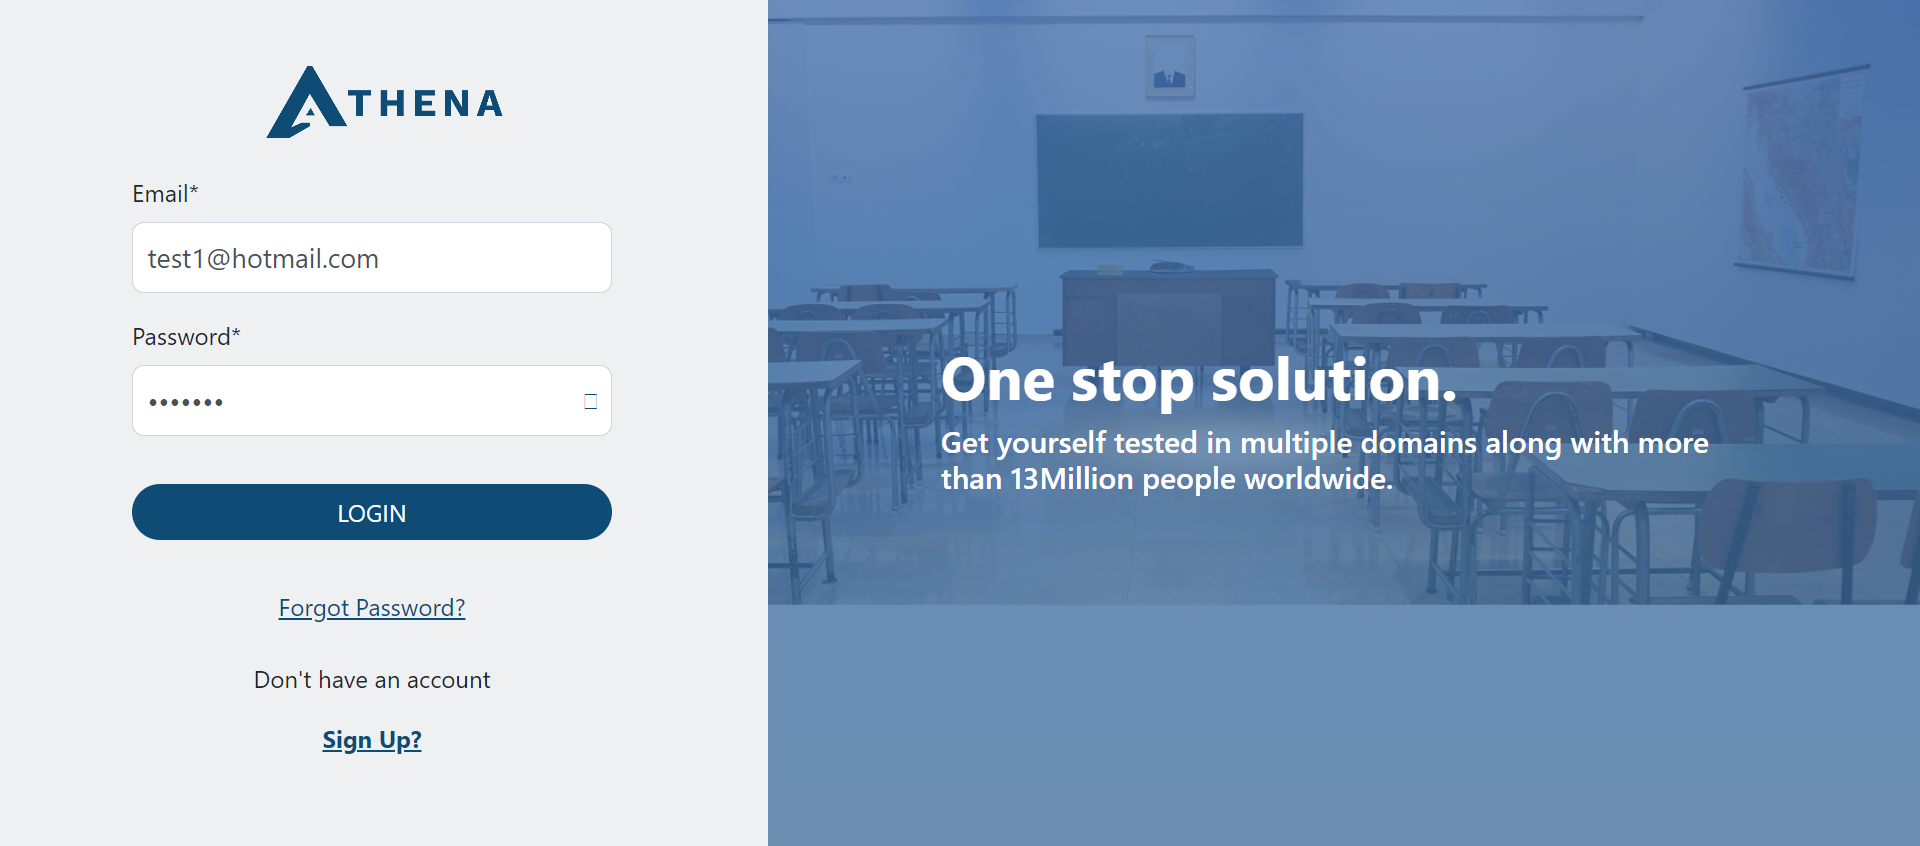 ATHENA
Email*
test1@hotmail.com
Password*
•••••••
LOGIN
Forgot Password?
Don't have an account
Sign Up?
One stop solution.
Get yourself tested in multiple domains along with more
than 13Million people worldwide.